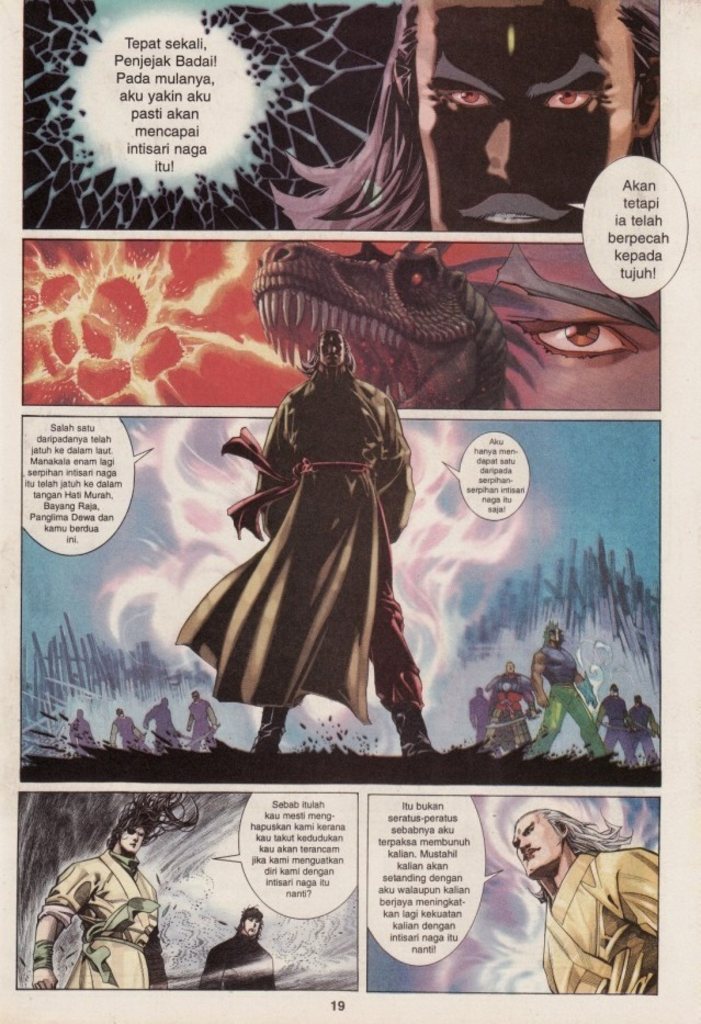 Tepat sekali,
Penjejak Badai!
Pada mulanya,
aku yakin aku
pasti akan
mencapai
intisari naga
itu!
Akan
tetapi
ia telah
berpecah
kepada
tujuh!
Salah satu
daripadanya telah
jatuh ke dalam laut.
Manakala enam lagi
serpihan intisari naga
itu telah jatuh ke dalam
tangan Hati Murah,
Bayang Raja,
Panglima Dewa dan
kamu berdua
ini.
Aku
hanya men-
dapat satu
daripada
serpihan-
serpihan intisari
naga itu
saja!
Sebab itulah
kau mesti meng-
hapuskan kami kerana
kau takut kedudukan
kau akan terancam
jika kami menguatkan
diri kami dengan
intisari naga itu
nanti?
Itu bukan
seratus-peratus
sebabnya aku
terpaksa membunuh
kalian. Mustahil
kalian akan
setanding dengan
aku walaupun kalian
berjaya meningkat-
kan lagi kekuatan
kalian dengan
intisari naga itu
nanti!
19